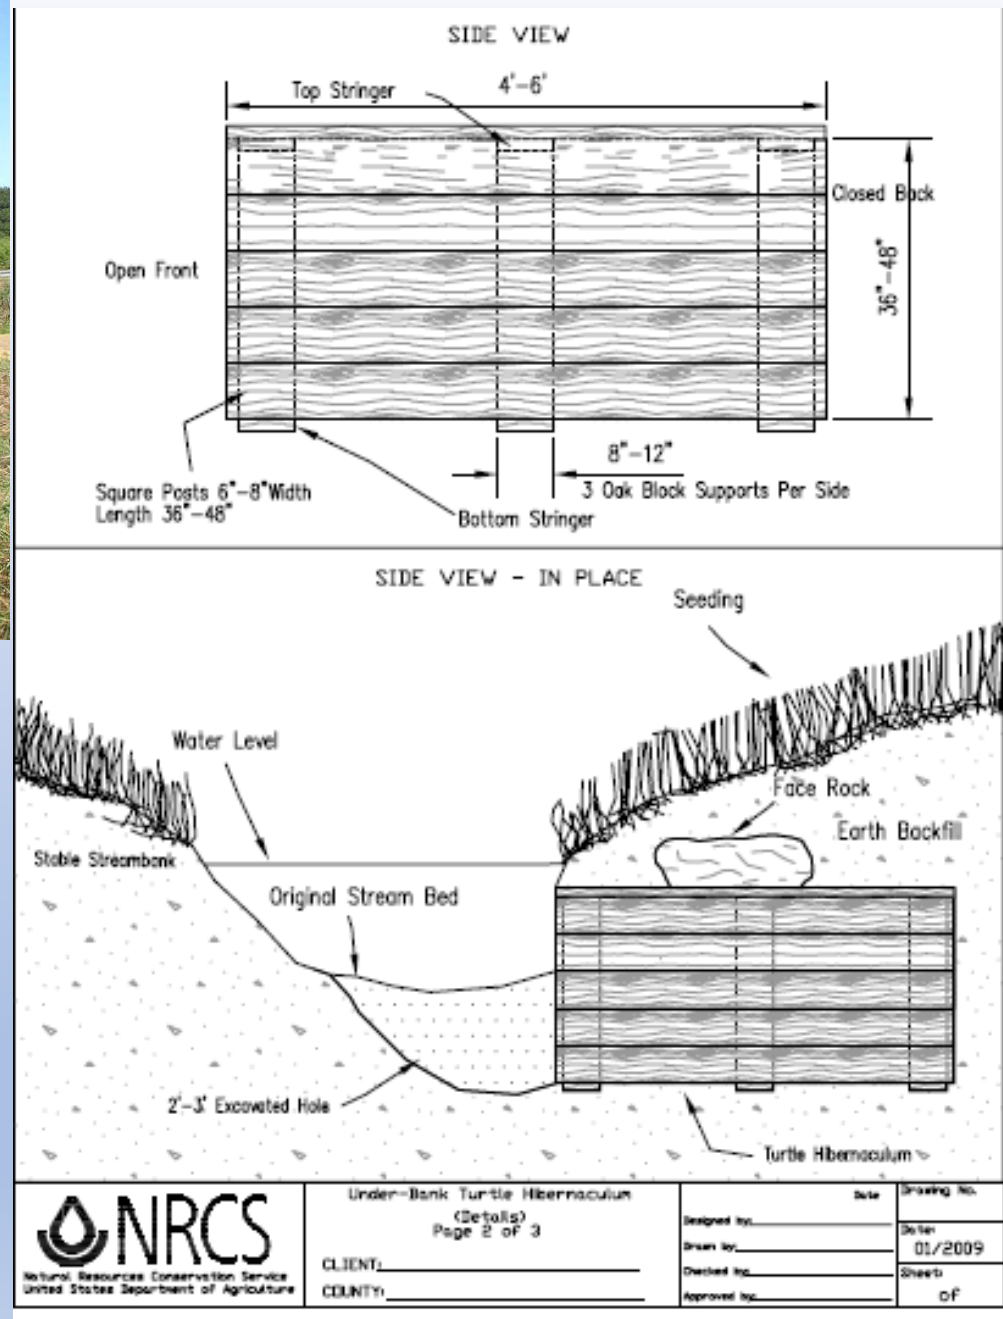 SIDE VIEW
4'-6'
Top Stringer
Closed Back
Open Front
36"-48"
8"-12"
3 Oak Block Supports Per Side
Square Posts 6"-8"Width
Length 36"-48"
Bottom Stringer
SIDE VIEW - IN PLACE
Seeding
Water Level
Face Rock
Earth Backfill
Stable Streambank
Original Stream Bed
2'-3' Excavated Hole
Turtle Hibernaculum
NRCS
Natural Resources Conservation Service
United States Department of Agriculture
Under-Bank Turtle Hibernaculum
(Details)
Page 2 of 3
CLIENT:
COUNTY:
Date
Designed by:
Drawn by:
Checked by:
Approved by:
Drawing No.
Date:
01/2009
Sheet:
of